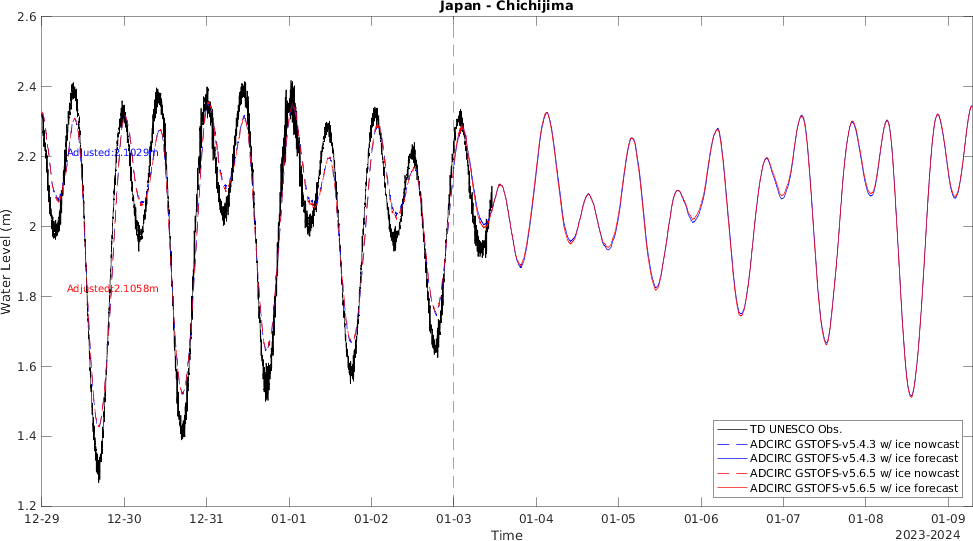 Japan - Chichijima
2.6
2.4
2.2
2
1.8
1.6
1.4
1.2
Water Level (m)
Adjusted:2.1029m
Adjusted:2.1058m
TD UNESCO Obs.
ADCIRC GSTOFS-v5.4.3 w/ ice nowcast
ADCIRC GSTOFS-v5.4.3 w/ ice forecast
ADCIRC GSTOFS-v5.6.5 w/ ice nowcast
ADCIRC GSTOFS-v5.6.5 w/ ice forecast
12-29 12-30 12-31 01-01 01-02 01-03 01-04 01-05 01-06 01-07 01-08 01-09
Time
2023-2024